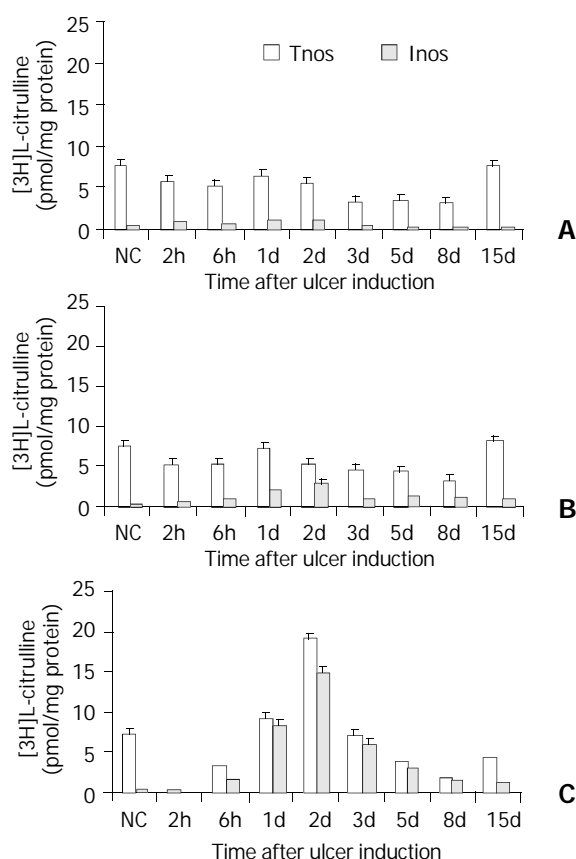 25
20
15
10
5
0
[3H]L-citrulline
(pmol/mg protein)
Tnos Inos
NC 2h 6h 1d 2d 3d 5d 8d 15d
Time after ulcer induction
A
25
20
15
10
5
0
[3H]L-citrulline
(pmol/mg protein)
NC 2h 6h 1d 2d 3d 5d 8d 15d
Time after ulcer induction
B
25
20
15
10
5
0
[3H]L-citrulline
(pmol/mg protein)
NC 2h 6h 1d 2d 3d 5d 8d 15d
Time after ulcer induction
C